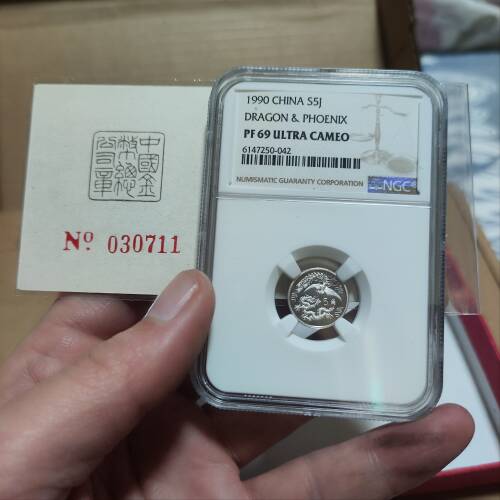 中國金
幣總
公司章
Nº 030711
1990 CHINA S5J
DRAGON & PHOENIX
PF 69 ULTRA CAMEO
6147250-042
NUMISMATIC GUARANTY CORPORATION
NGC
5